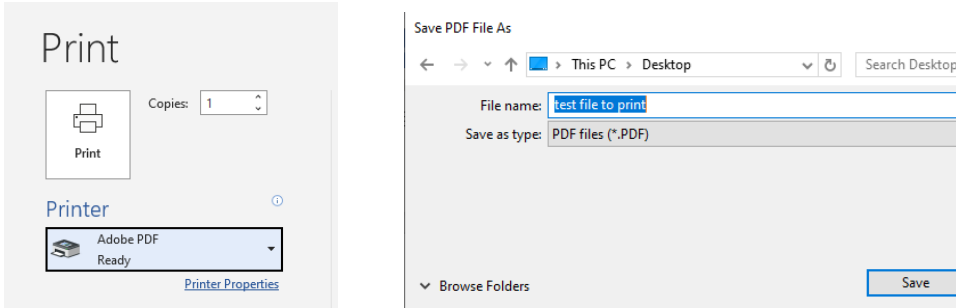 Print
Copies: 1
Print
Printer
Adobe PDF
Ready
Printer Properties
Save PDF File As
This PC > Desktop
Search Desktop
File name: test file to print
Save as type: PDF files (*.PDF)
Browse Folders
Save